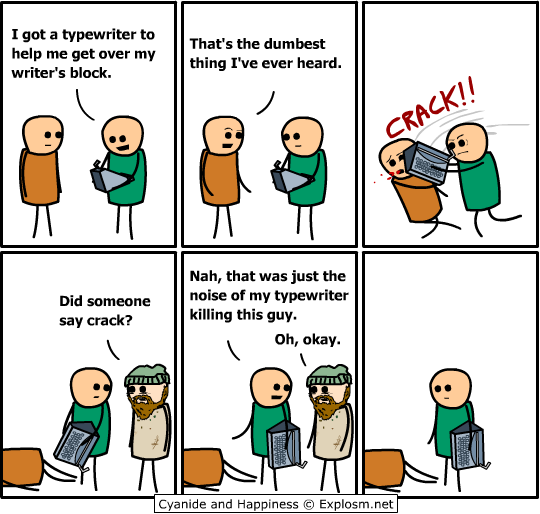 I got a typewriter to
help me get over my
writer's block.
That's the dumbest
thing I've ever heard.
CRACK!!
Did someone
say crack?
Nah, that was just the
noise of my typewriter
killing this guy.
Oh, okay.
Cyanide and Happiness © Explosm.net